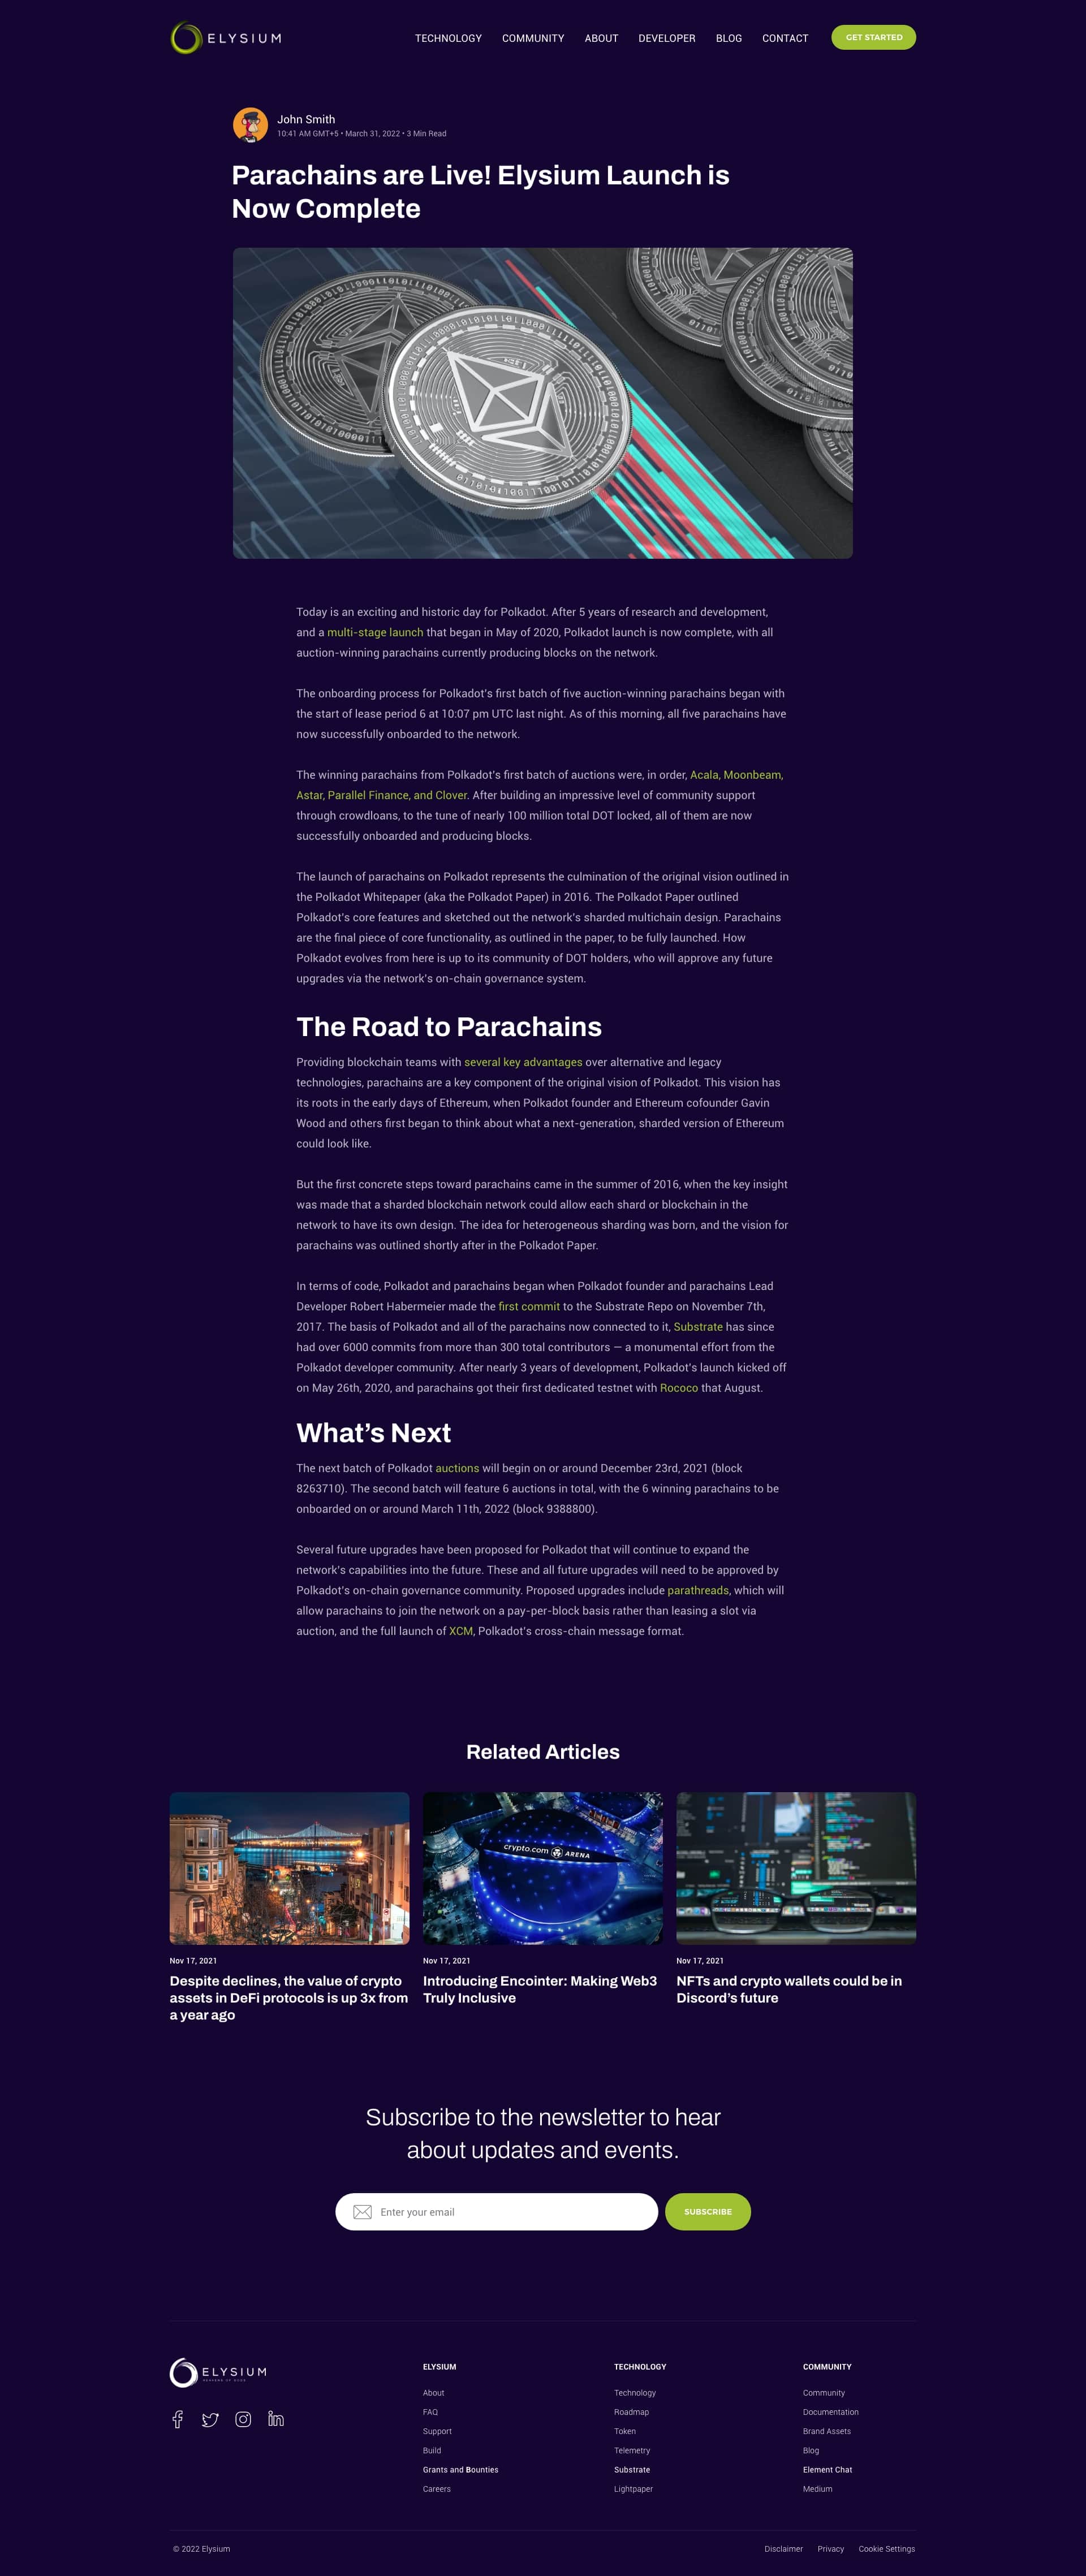 ELYSIUM
TECHNOLOGY COMMUNITY ABOUT DEVELOPER BLOG CONTACT GET STARTED
John Smith
10:41 AM GMT+5 • March 31, 2022 • 3 Min Read
Parachains are Live! Elysium Launch is
Now Complete
Today is an exciting and historic day for Polkadot. After 5 years of research and development,
and a multi-stage launch that began in May of 2020, Polkadot launch is now complete, with all
auction-winning parachains currently producing blocks on the network.
The onboarding process for Polkadot's first batch of five auction-winning parachains began with
the start of lease period 6 at 10:07 pm UTC last night. As of this morning, all five parachains have
now successfully onboarded to the network.
The winning parachains from Polkadot's first batch of auctions were, in order, Acala, Moonbeam,
Astar, Parallel Finance, and Clover. After building an impressive level of community support
through crowdloans, to the tune of nearly 100 million total DOT locked, all of them are now
successfully onboarded and producing blocks.
The launch of parachains on Polkadot represents the culmination of the original vision outlined in
the Polkadot Whitepaper (aka the Polkadot Paper) in 2016. The Polkadot Paper outlined
Polkadot's core features and sketched out the network's sharded multichain design. Parachains
are the final piece of core functionality, as outlined in the paper, to be fully launched. How
Polkadot evolves from here is up to its community of DOT holders, who will approve any future
upgrades via the network's on-chain governance system.
The Road to Parachains
Providing blockchain teams with several key advantages over alternative and legacy
technologies, parachains are a key component of the original vision of Polkadot. This vision has
its roots in the early days of Ethereum, when Polkadot founder and Ethereum cofounder Gavin
Wood and others first began to think about what a next-generation, sharded version of Ethereum
could look like.
But the first concrete steps toward parachains came in the summer of 2016, when the key insight
was made that a sharded blockchain network could allow each shard or blockchain in the
network to have its own design. The idea for heterogeneous sharding was born, and the vision for
parachains was outlined shortly after in the Polkadot Paper.
In terms of code, Polkadot and parachains began when Polkadot founder and parachains Lead
Developer Robert Habermeier made the first commit to the Substrate Repo on November 7th,
2017. The basis of Polkadot and all of the parachains now connected to it, Substrate has since
had over 6000 commits from more than 300 total contributors — a monumental effort from the
Polkadot developer community. After nearly 3 years of development, Polkadot's launch kicked off
on May 26th, 2020, and parachains got their first dedicated testnet with Rococo that August.
What's Next
The next batch of Polkadot auctions will begin on or around December 23rd, 2021 (block
8263710). The second batch will feature 6 auctions in total, with the 6 winning parachains to be
onboarded on or around March 11th, 2022 (block 9388800).
Several future upgrades have been proposed for Polkadot that will continue to expand the
network's capabilities into the future. These and all future upgrades will need to be approved by
Polkadot's on-chain governance community. Proposed upgrades include parathreads, which will
allow parachains to join the network on a pay-per-block basis rather than leasing a slot via
auction, and the full launch of XCM, Polkadot's cross-chain message format.
Related Articles
crypto.com ARENA
Nov 17, 2021
Despite declines, the value of crypto
assets in DeFi protocols is up 3x from
a year ago
Nov 17, 2021
Introducing Encointer: Making Web3
Truly Inclusive
Nov 17, 2021
NFTs and crypto wallets could be in
Discord's future
Subscribe to the newsletter to hear
about updates and events.
Enter your email SUBSCRIBE
ELYSIUM
ELYSIUM
About
FAQ
Support
Build
Grants and Bounties
Careers
TECHNOLOGY
Technology
Roadmap
Token
Telemetry
Substrate
Lightpaper
COMMUNITY
Community
Documentation
Brand Assets
Blog
Element Chat
Medium
© 2022 Elysium
Disclaimer Privacy Cookie Settings